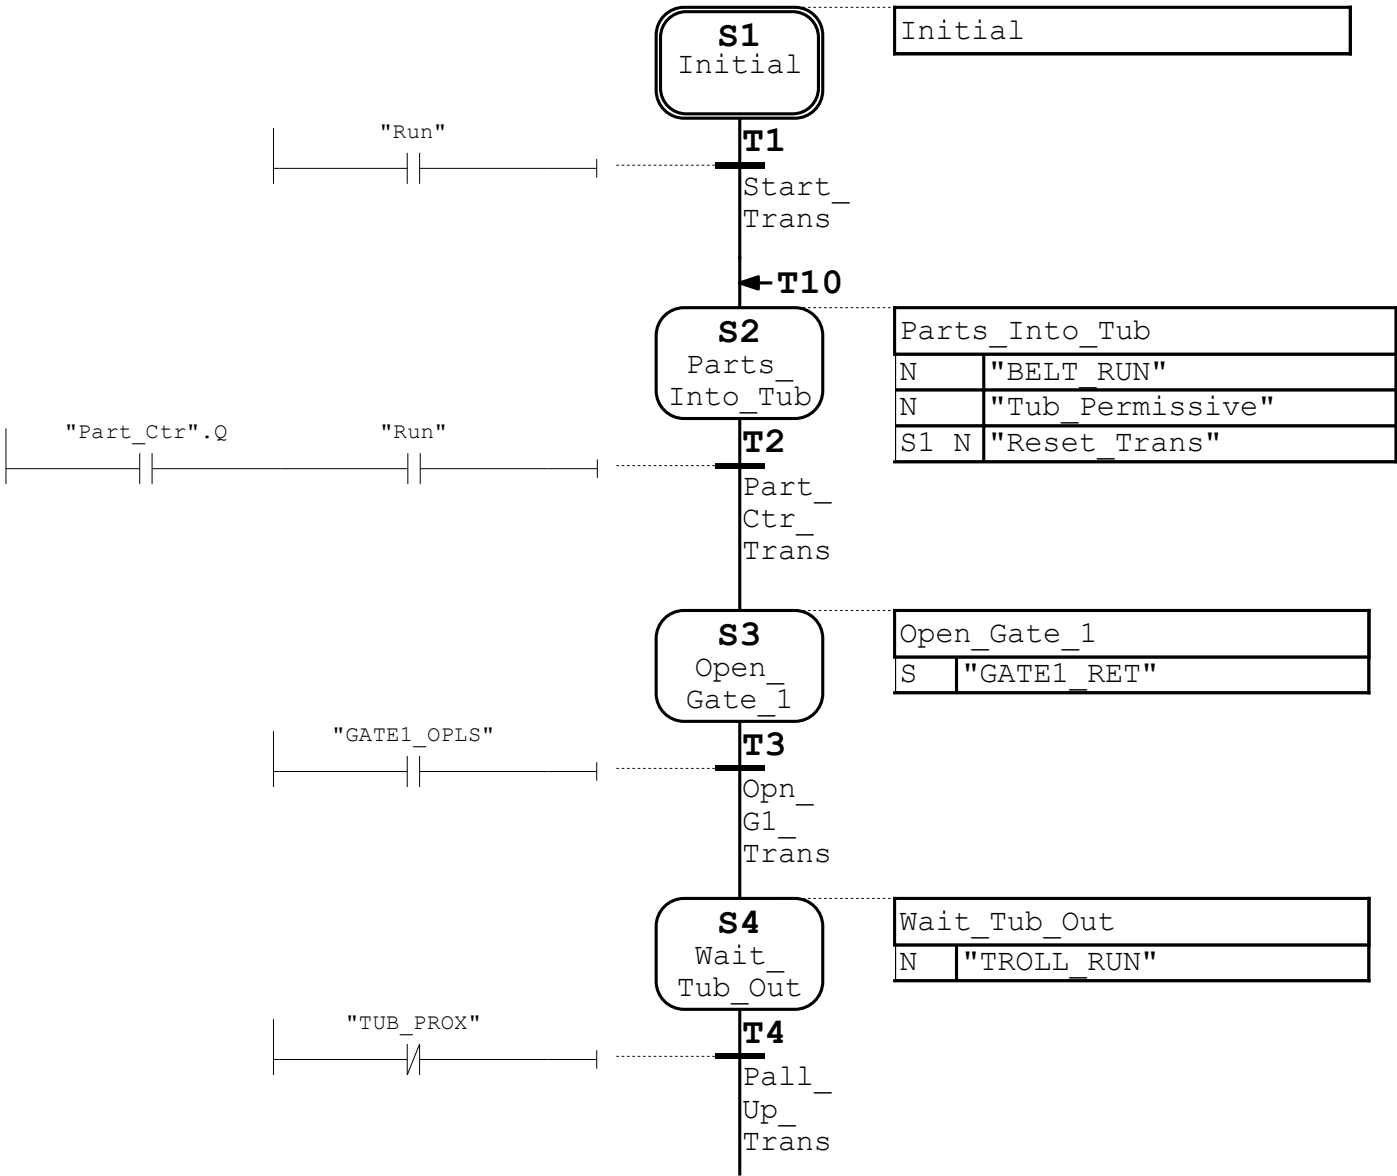 S1
Initial
Initial
"Run"
T1
Start_
Trans
T10
S2
Parts_
Into_Tub
Parts_Into_Tub
N "BELT_RUN"
N "Tub_Permissive"
S1 N "Reset_Trans"
"Part_Ctr".Q "Run"
T2
Part_
Ctr_
Trans
S3
Open_
Gate_1
Open_Gate_1
S "GATE1_RET"
"GATE1_OPLS"
T3
Opn_
G1_
Trans
S4
Wait_
Tub_Out
Wait_Tub_Out
N "TROLL_RUN"
"TUB_PROX"
T4
Pall_
Up_
Trans